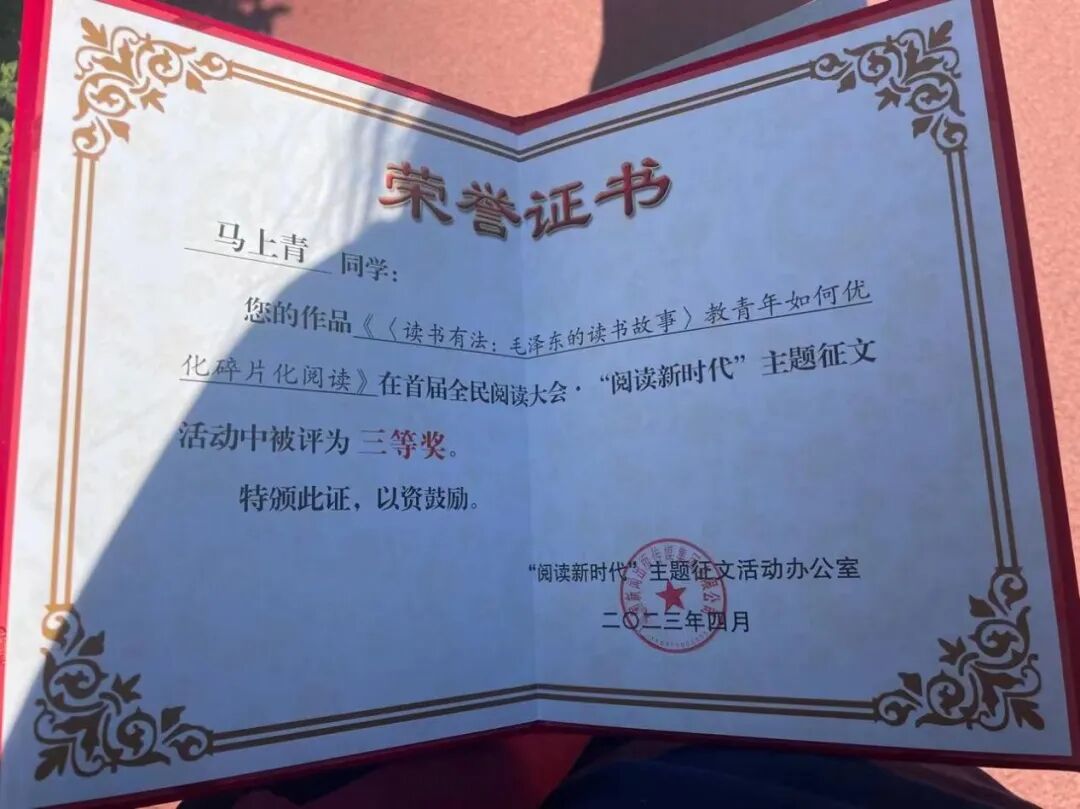 荣誉证书
马上青 同学：
您的作品《〈读书有法：毛泽东的读书故事〉教青年如何优
化碎片化阅读》在首届全民阅读大会·“阅读新时代”主题征文
活动中被评为 三等奖。
特颁此证，以资鼓励。
“阅读新时代”主题征文活动办公室
二〇二三年四月